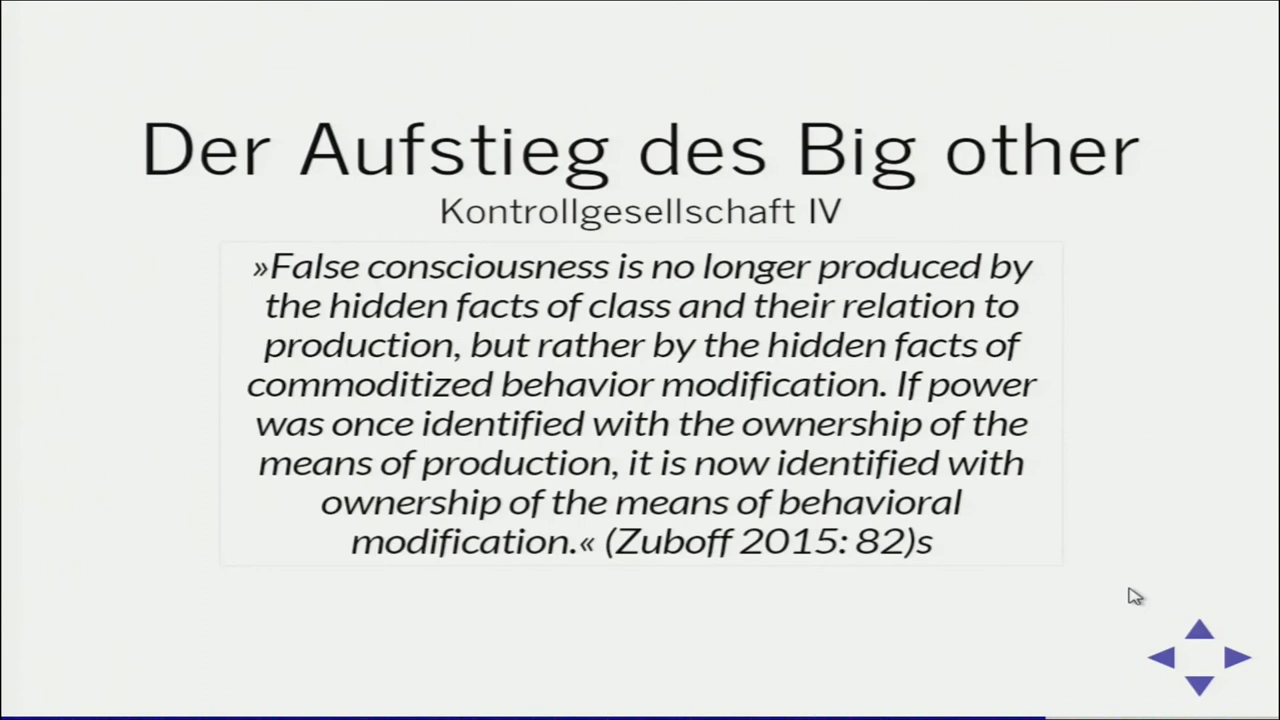 Der Aufstieg des Big other
Kontrollgesellschaft IV
»False consciousness is no longer produced by
the hidden facts of class and their relation to
production, but rather by the hidden facts of
commoditized behavior modification. If power
was once identified with the ownership of the
means of production, it is now identified with
ownership of the means of behavioral
modification.« (Zuboff 2015: 82)s